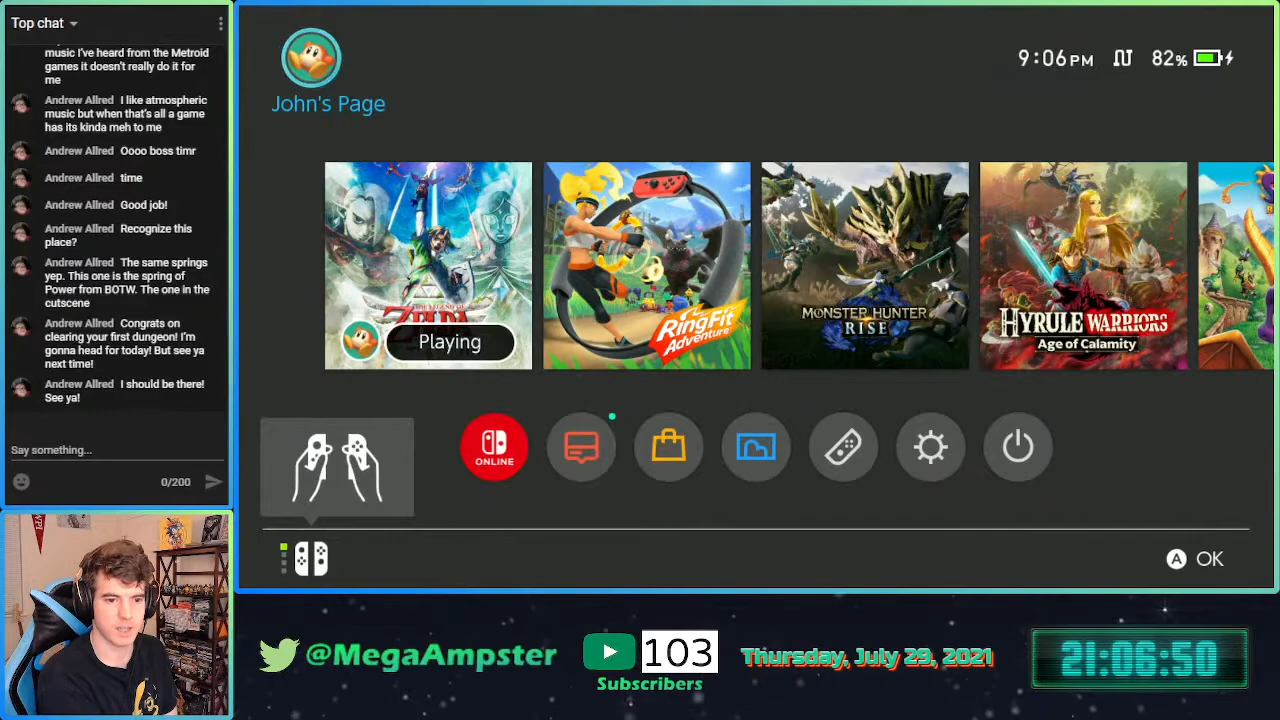 Top chat
music I've heard from the Metroid
games it doesn't really do it for
me
Andrew Allred I like atmospheric
music but when that's all a game
has its kinda meh to me
Andrew Allred Oooo boss timr
Andrew Allred time
Andrew Allred Good job!
Andrew Allred Recognize this
place?
Andrew Allred The same springs
yep. This one is the spring of
Power from BOTW. The one in the
cutscene
Andrew Allred Congrats on
clearing your first dungeon! I'm
gonna head for today! But see ya
next time!
Andrew Allred I should be there!
See ya!
Say something...
0/200
John's Page
9:06 PM 82%
THE LEGEND OF
ZELDA
Playing
RingFit
Adventure
MONSTER HUNTER
RISE
HYRULE WARRIORS
Age of Calamity
ONLINE
A OK
@MegaAmpster
103
Subscribers
Thursday, July 29, 2021
21:06:50